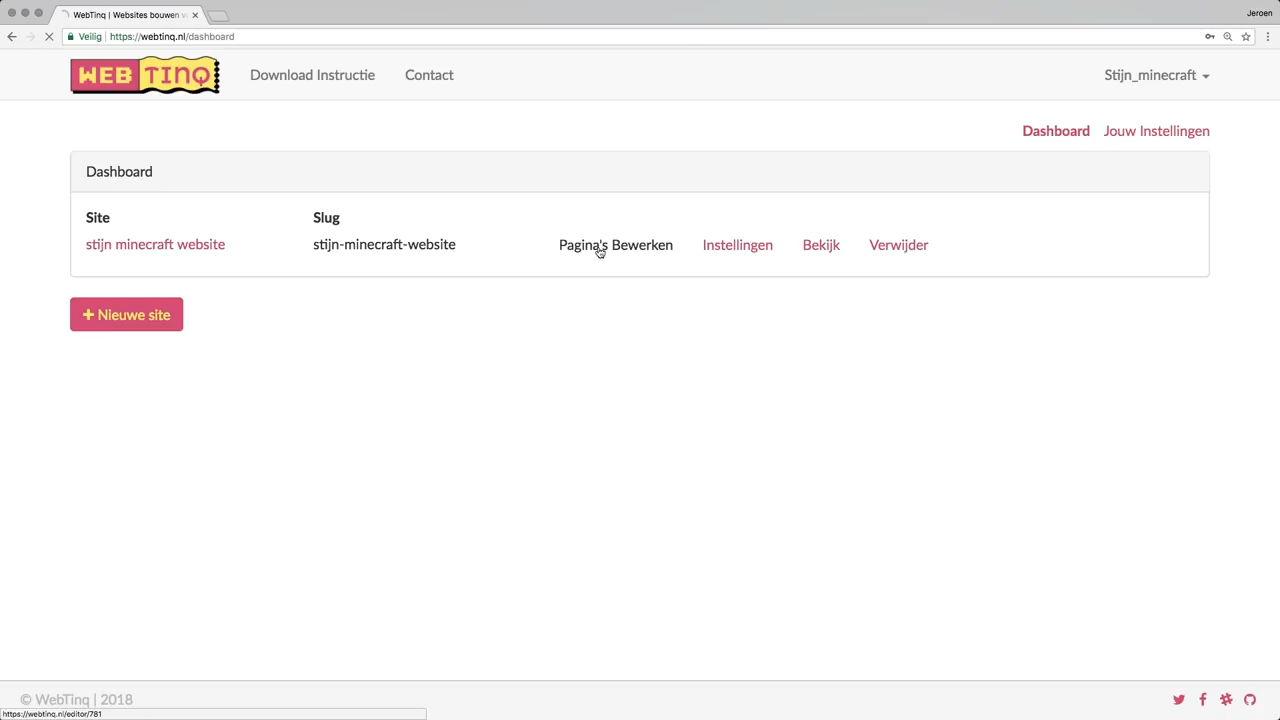 WebTinq | Websites bouwen
Jeroen
Veilig | https://webtinq.nl/dashboard
WEB TINQ Download Instructie Contact Stijn_minecraft
Dashboard Jouw Instellingen
Dashboard
Site Slug
stijn minecraft website stijn-minecraft-website Pagina's Bewerken Instellingen Bekijk Verwijder
+ Nieuwe site
© WebTinq | 2018
https://webtinq.nl/editor/781